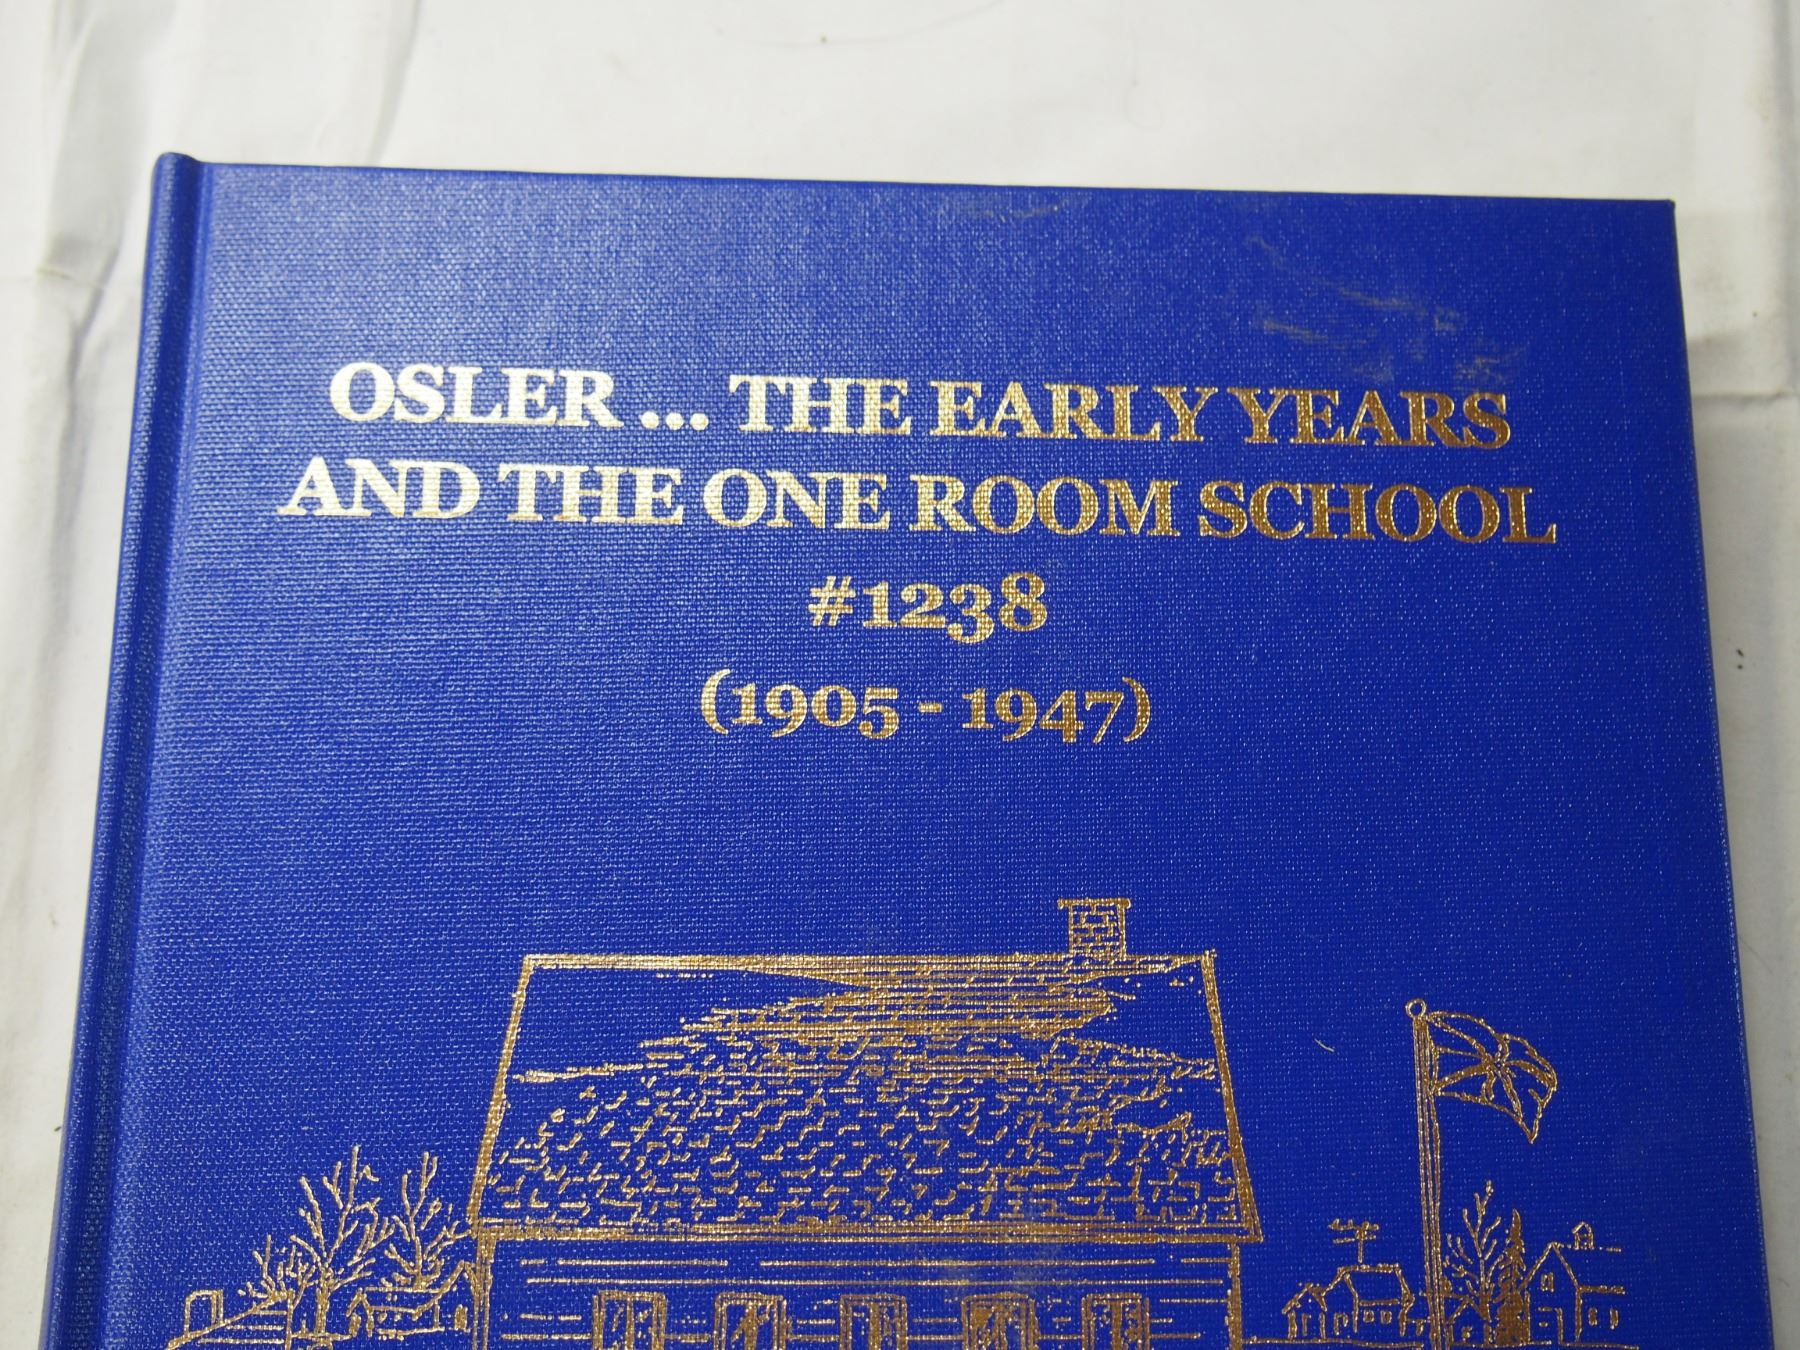 OSLER ... THE EARLY YEARS
AND THE ONE ROOM SCHOOL
#1238
(1905 - 1947)